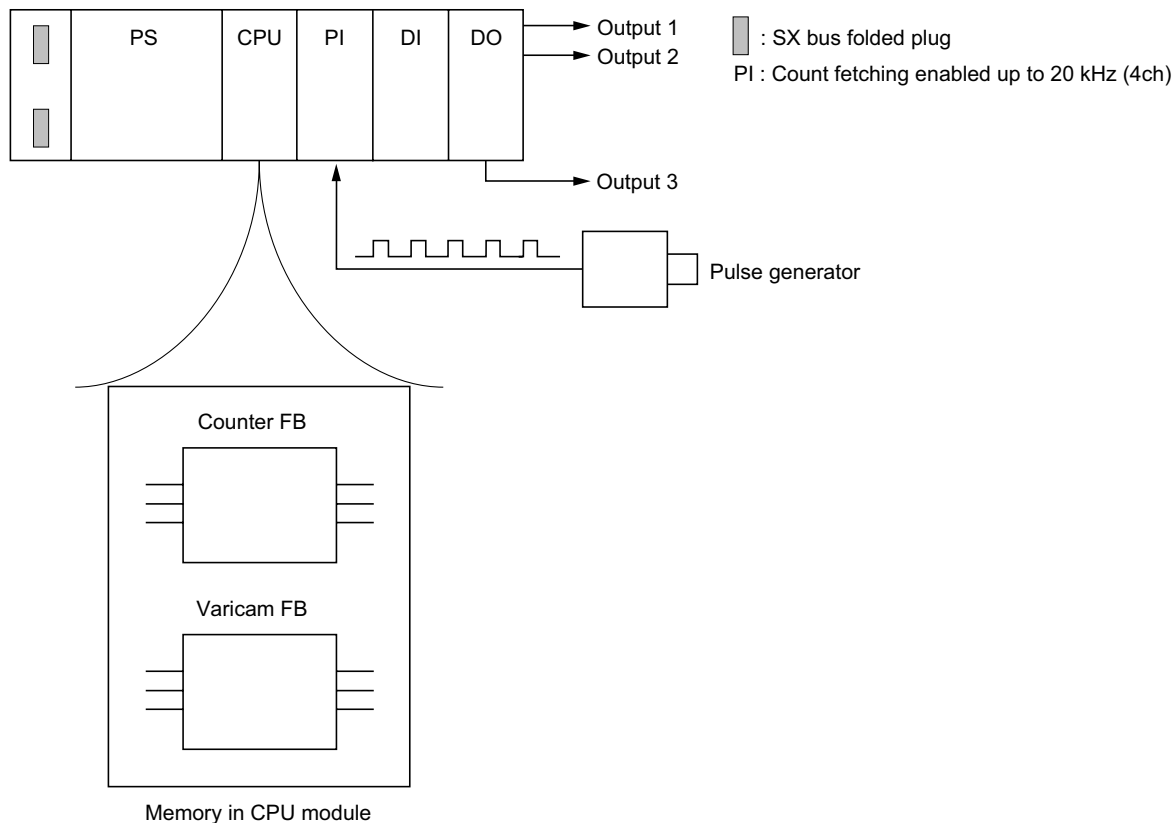 PS CPU PI DI DO
Output 1
Output 2
: SX bus folded plug
PI : Count fetching enabled up to 20 kHz (4ch)
Output 3
Pulse generator
Counter FB
Varicam FB
Memory in CPU module